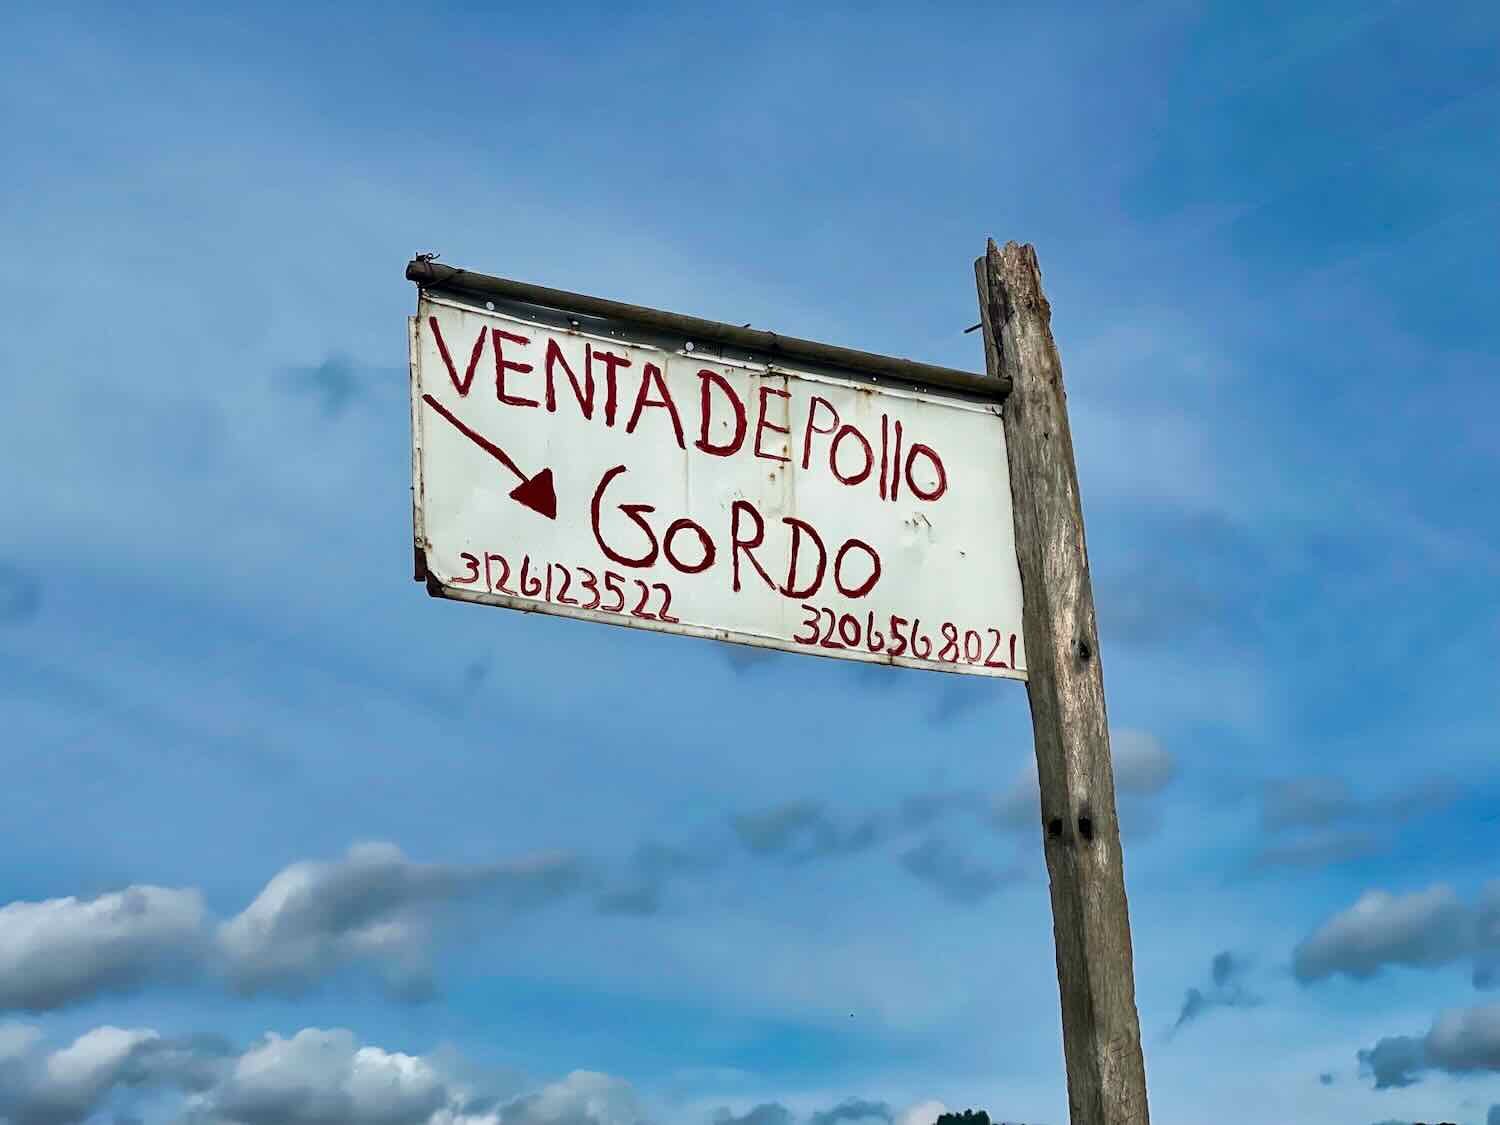 VENTA DE Pollo
GoRDO
3126123522
3206568021